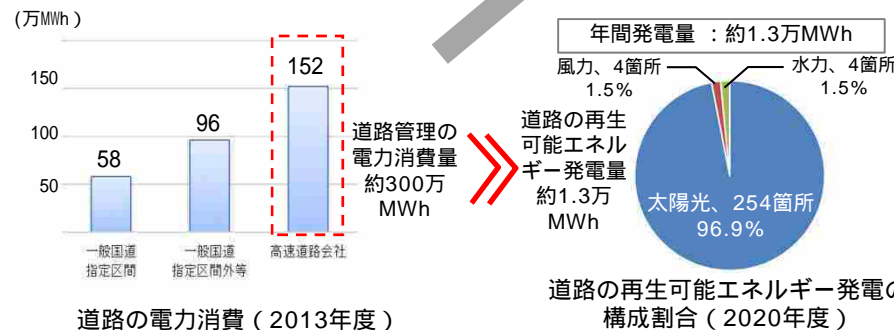 (万MWh)
150
100
50
58
96
152
一般国道
指定区間
一般国道
指定区間外等
高速道路会社
道路の電力消費(2013年度)
道路管理の
電力消費量
約300万
MWh
道路の再生
可能エネル
ギー発電量
約1.3万
MWh
年間発電量 :約1.3万MWh
風力、4箇所
1.5%
水力、4箇所
1.5%
太陽光、254箇所
96.9%
道路の再生可能エネルギー発電の
構成割合(2020年度)